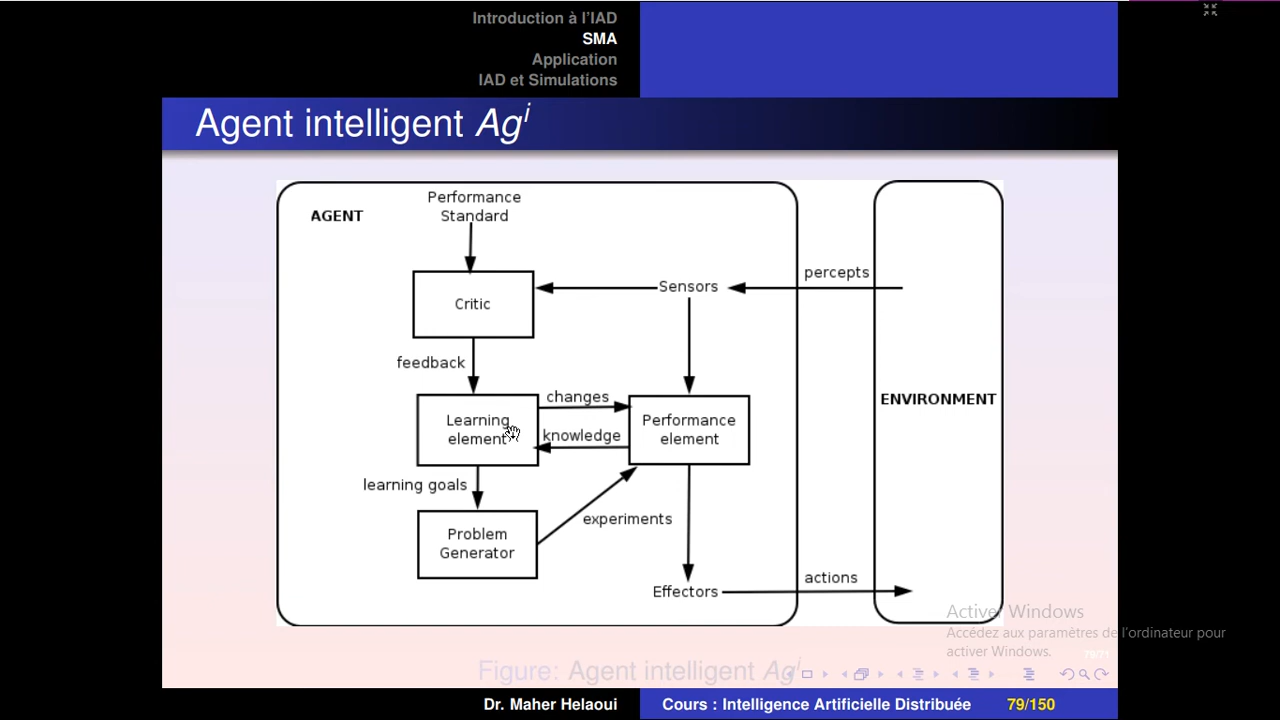 Introduction à l'IAD
SMA
Application
IAD et Simulations
Agent intelligent Agⁱ
AGENT
Performance
Standard
Critic
Sensors
percepts
feedback
Learning
element
changes
knowledge
Performance
element
ENVIRONMENT
learning goals
Problem
Generator
experiments
Effectors
actions
Activer Windows
Accédez aux paramètres de l'ordinateur pour
activer Windows.
Figure: Agent intelligent Agⁱ
Dr. Maher Helaoui
Cours : Intelligence Artificielle Distribuée
79/150